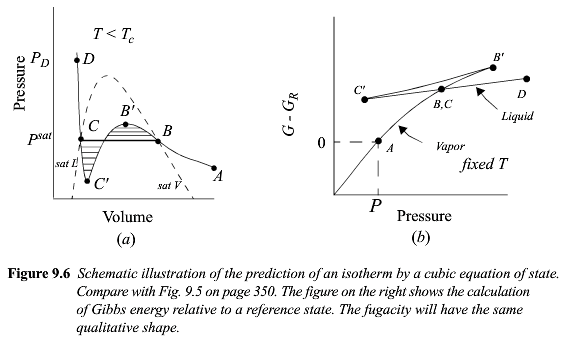 T < Tc
PD
D
Pressure
B'
C
B
Psat
sat L
sat V
C'
A
Volume
(a)
B'
C'
B,C
D
G - GR
Liquid
0
A
Vapor
fixed T
P
Pressure
(b)
Figure 9.6 Schematic illustration of the prediction of an isotherm by a cubic equation of state.
Compare with Fig. 9.5 on page 350. The figure on the right shows the calculation
of Gibbs energy relative to a reference state. The fugacity will have the same
qualitative shape.